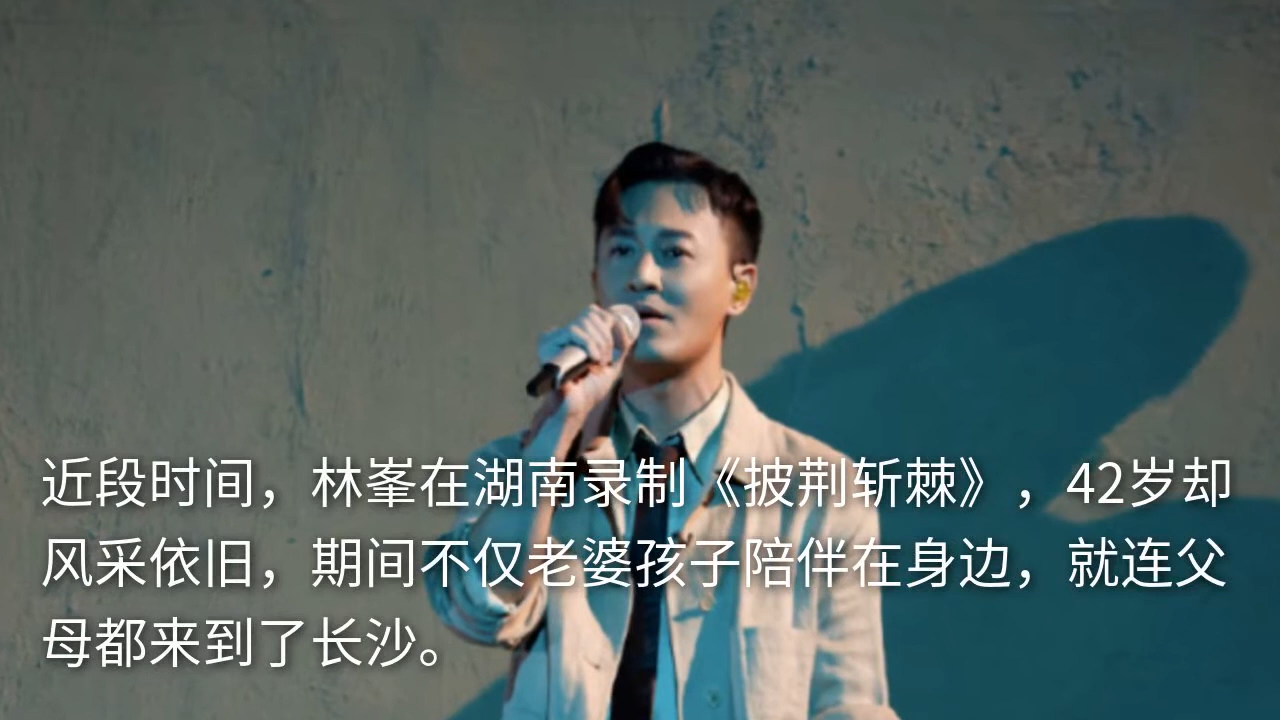 近段时间，林峯在湖南录制《披荆斩棘》，42岁却
风采依旧，期间不仅老婆孩子陪伴在身边，就连父
母都来到了长沙。